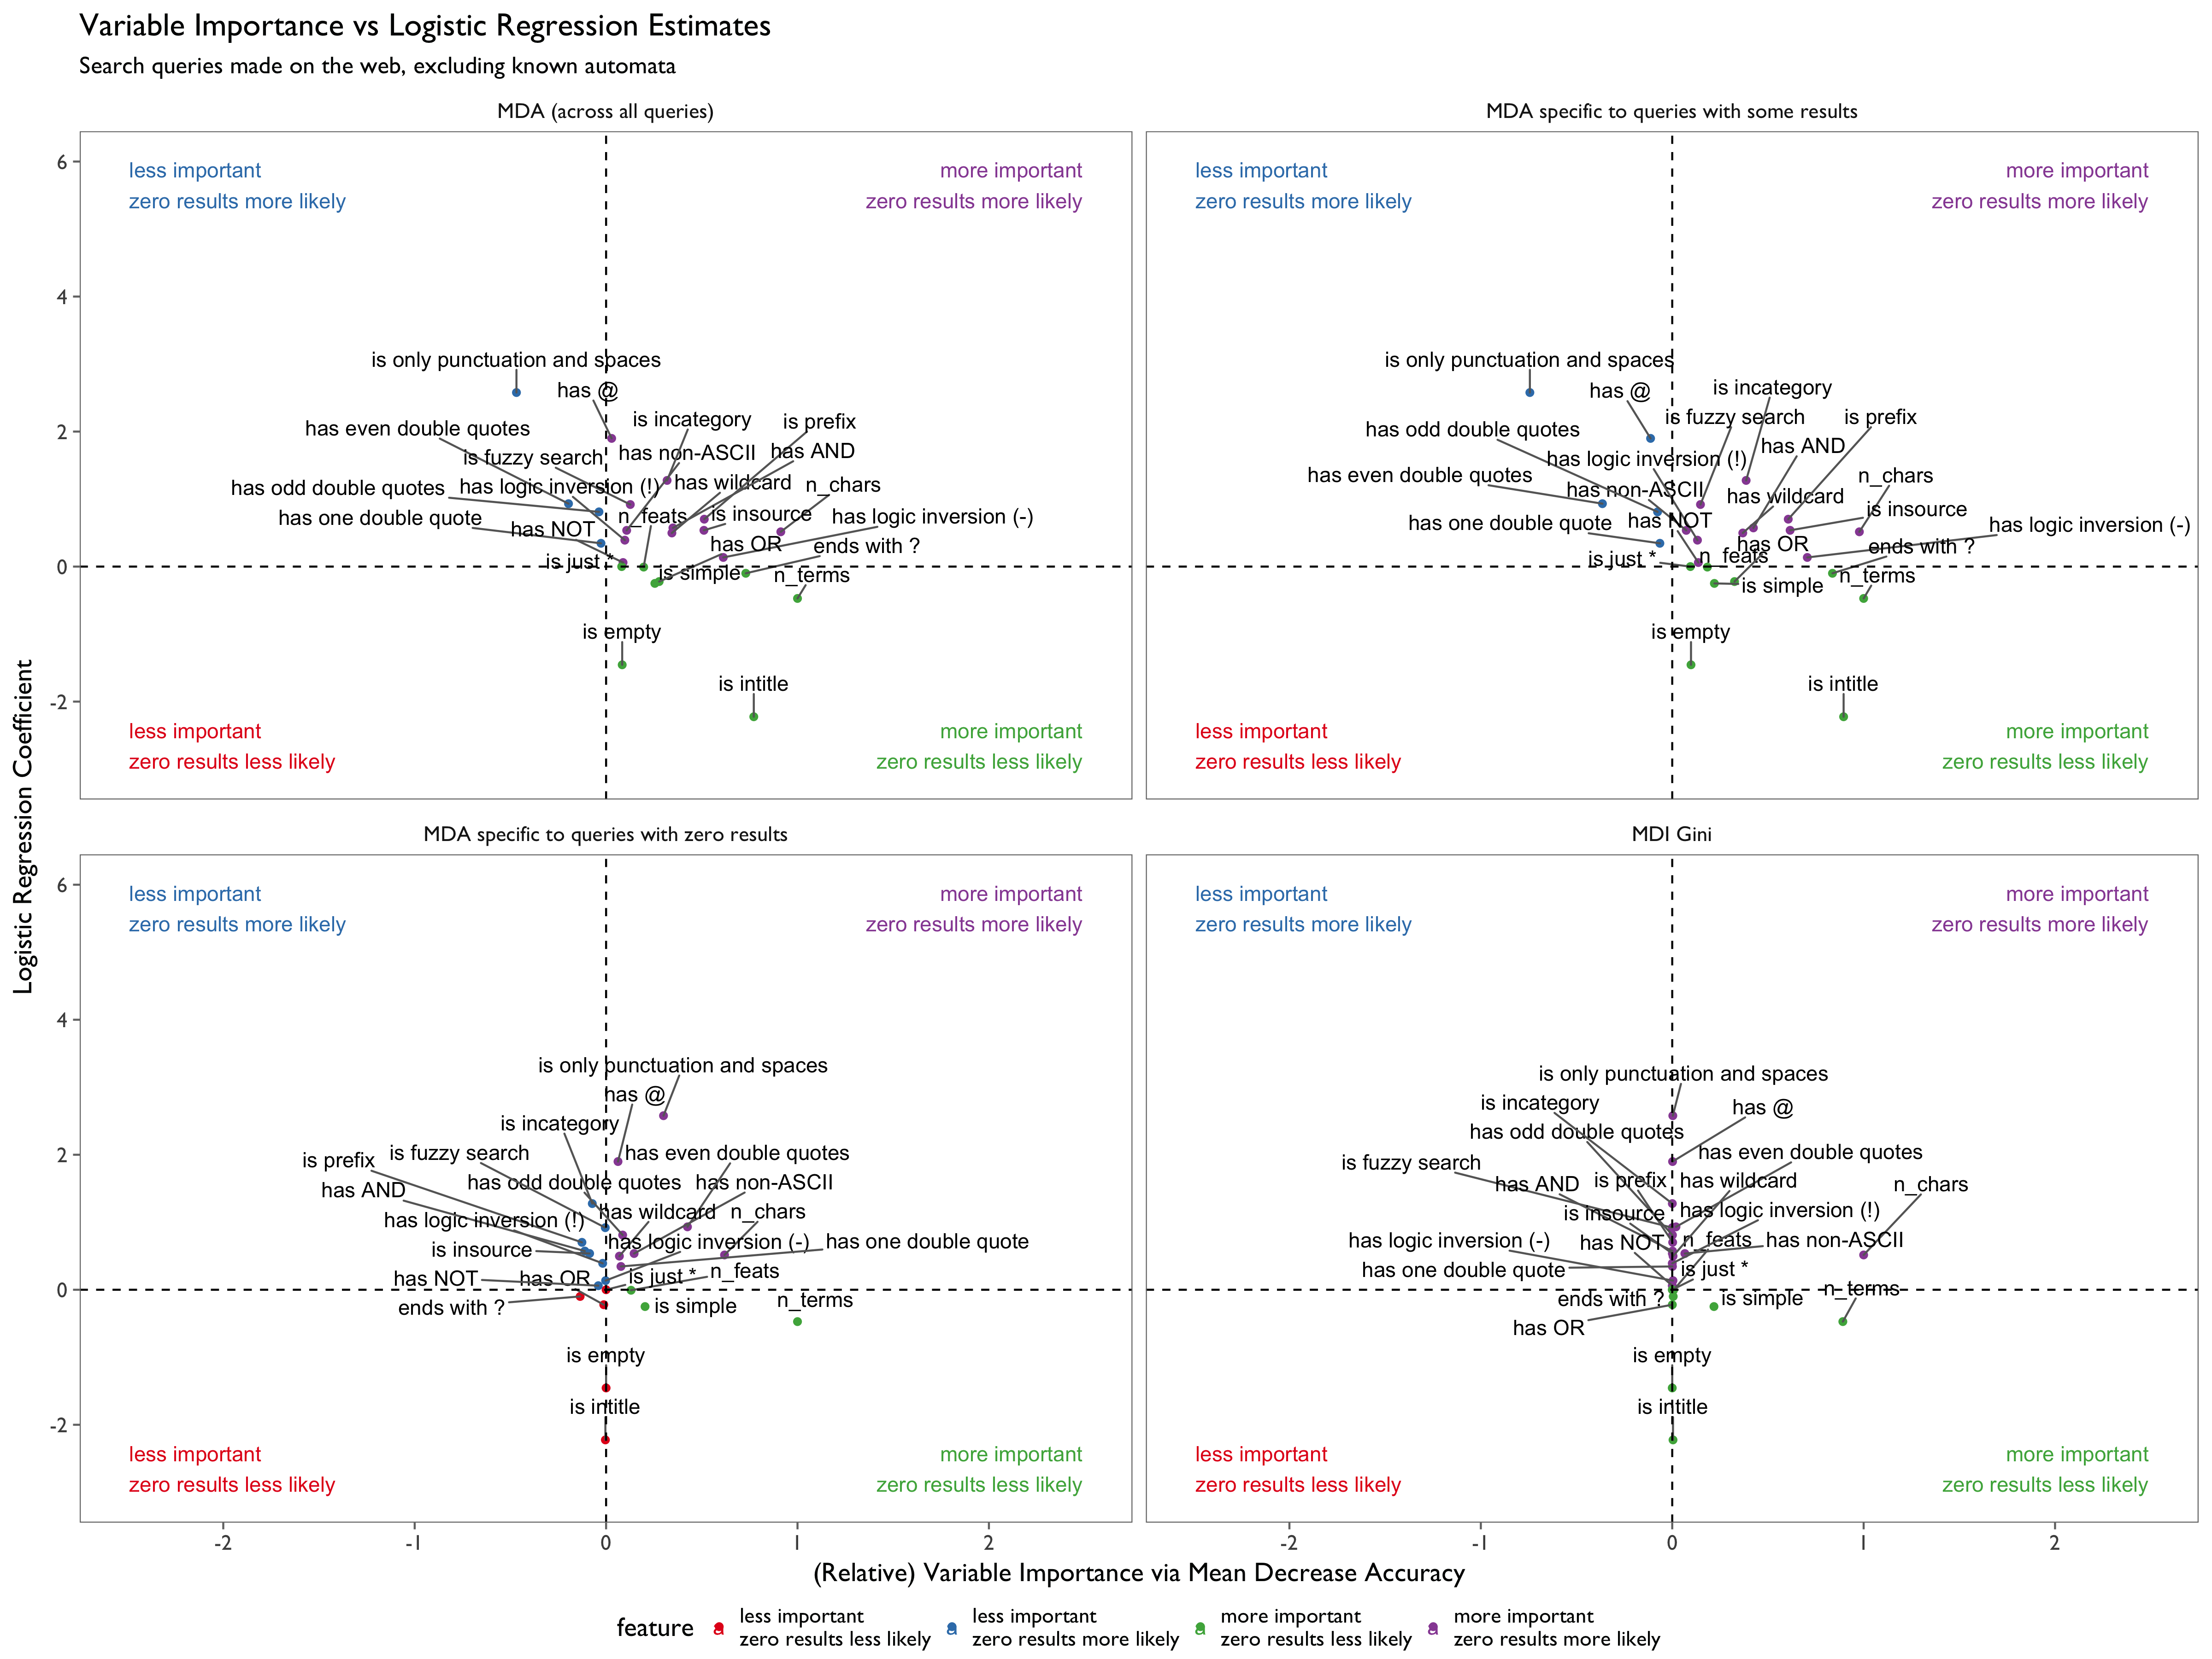 Variable Importance vs Logistic Regression Estimates
Search queries made on the web, excluding known automata
MDA (across all queries)
less important
zero results more likely
more important
zero results more likely
is only punctuation and spaces
has @
is incategory
is prefix
has even double quotes
has non-ASCII
has AND
is fuzzy search
has wildcard
n_chars
has odd double quotes
has logic inversion (!)
n_feats
is insource
has logic inversion (-)
has one double quote
has NOT
has OR
ends with ?
is just *
is simple
n_terms
is empty
is intitle
less important
zero results less likely
more important
zero results less likely
MDA specific to queries with some results
less important
zero results more likely
more important
zero results more likely
is only punctuation and spaces
has @
is incategory
is fuzzy search
is prefix
has odd double quotes
has AND
has logic inversion (!)
has even double quotes
n_chars
has non-ASCII
has wildcard
is insource
has one double quote
has NOT
has logic inversion (-)
has OR
ends with ?
is just *
n_feats
n_terms
is simple
is empty
is intitle
less important
zero results less likely
more important
zero results less likely
MDA specific to queries with zero results
less important
zero results more likely
more important
zero results more likely
is only punctuation and spaces
has @
is incategory
is fuzzy search
has even double quotes
is prefix
has odd double quotes
has non-ASCII
has AND
has logic inversion (!)
has wildcard
n_chars
is insource
has logic inversion (-)
has one double quote
has NOT
has OR
is just *
n_feats
ends with ?
is simple
n_terms
is empty
is intitle
less important
zero results less likely
more important
zero results less likely
MDI Gini
less important
zero results more likely
more important
zero results more likely
is only punctuation and spaces
is incategory
has @
has odd double quotes
has even double quotes
is fuzzy search
has AND
is prefix
has wildcard
n_chars
is insource
has logic inversion (!)
has logic inversion (-)
has NOT
n_feats
has non-ASCII
has one double quote
is just *
ends with ?
is simple
n_terms
has OR
is empty
is intitle
less important
zero results less likely
more important
zero results less likely
6
4
2
0
-2
6
4
2
0
-2
Logistic Regression Coefficient
-2 -1 0 1 2
-2 -1 0 1 2
(Relative) Variable Importance via Mean Decrease Accuracy
feature
a less important
zero results less likely
a less important
zero results more likely
a more important
zero results less likely
a more important
zero results more likely